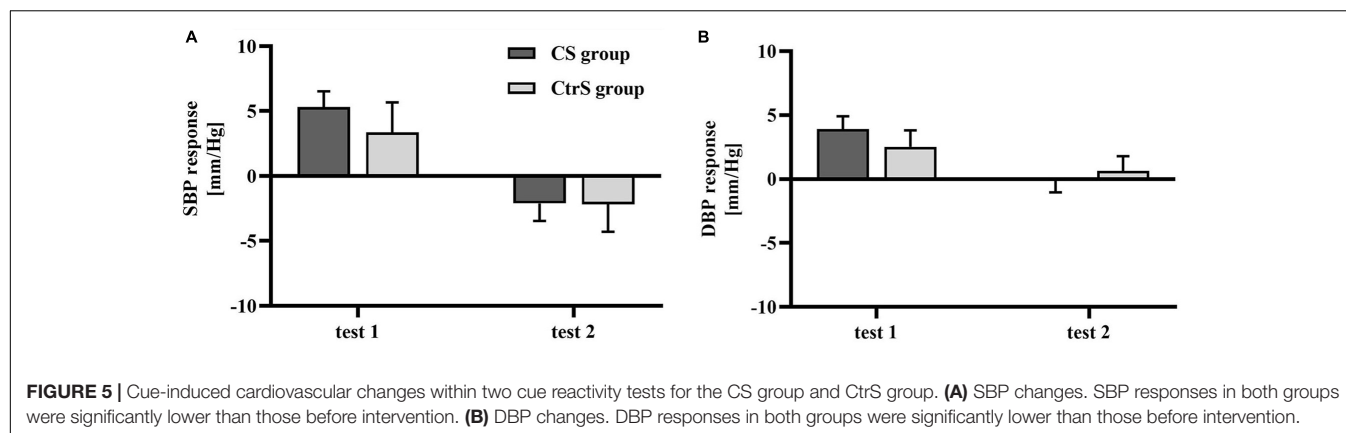 A
10
5
0
-5
-10
SBP response
[mm/Hg]
CS group
CtrS group
test 1
test 2
B
10
5
0
-5
-10
DBP response
[mm/Hg]
test 1
test 2
FIGURE 5 | Cue-induced cardiovascular changes within two cue reactivity tests for the CS group and CtrS group. (A) SBP changes. SBP responses in both groups
were significantly lower than those before intervention. (B) DBP changes. DBP responses in both groups were significantly lower than those before intervention.